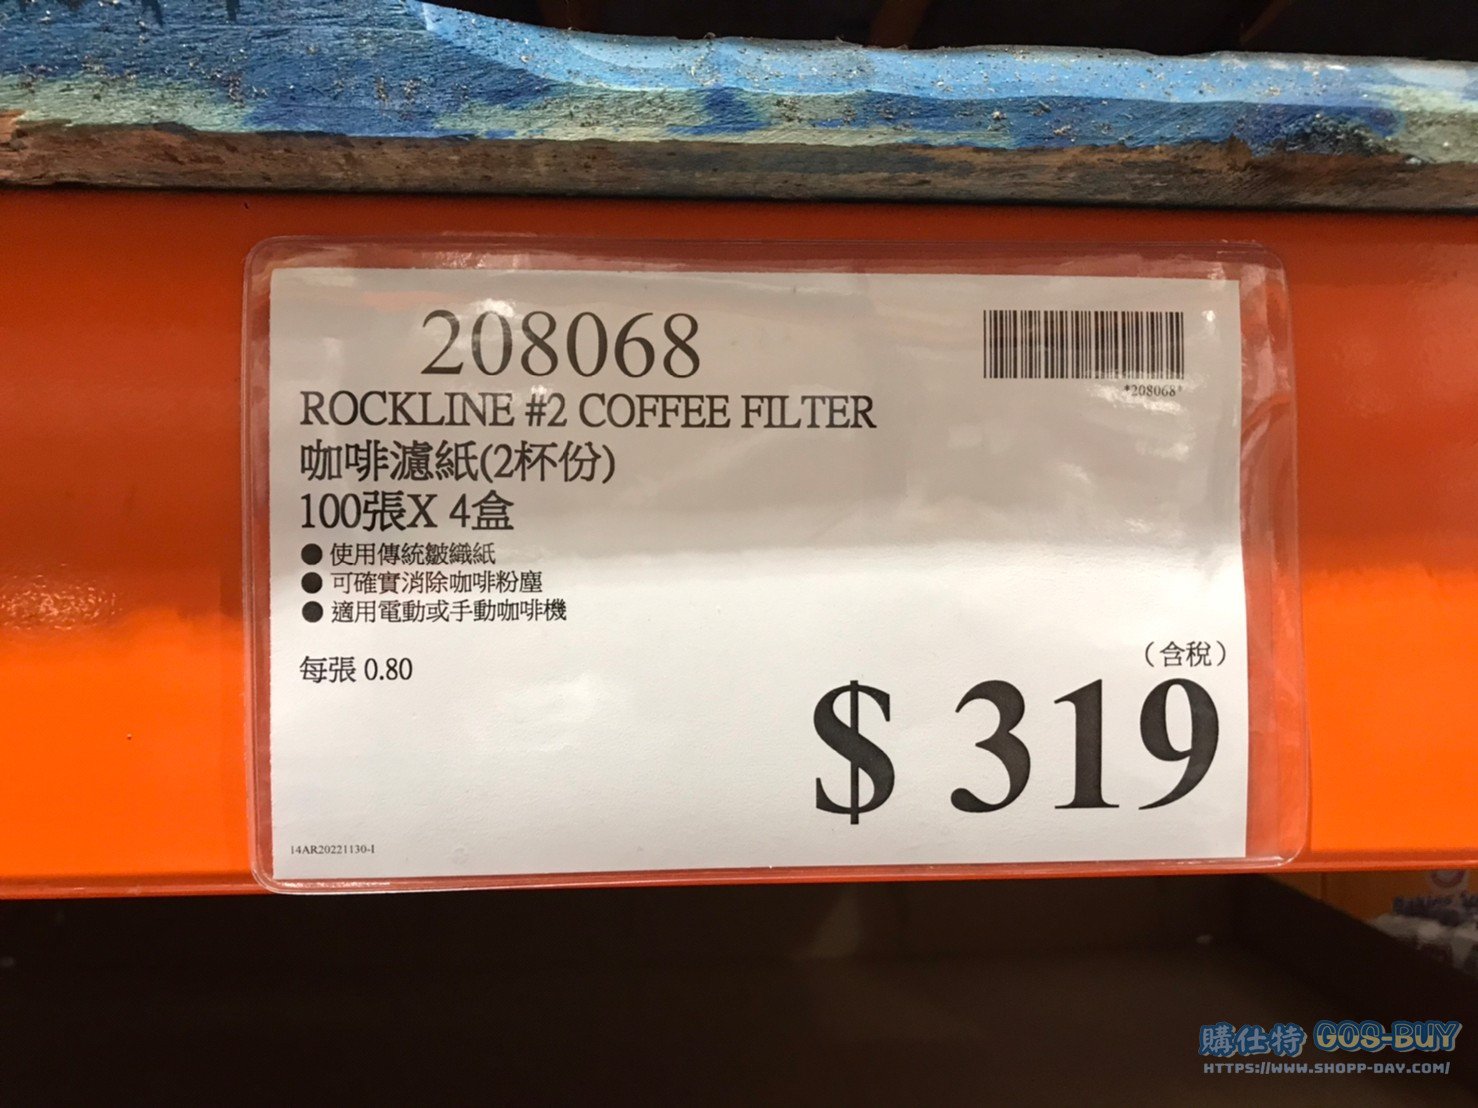 208068
*208068*
ROCKLINE #2 COFFEE FILTER
咖啡濾紙(2杯份)
100張X 4盒
● 使用傳統皺織紙
● 可確實消除咖啡粉塵
● 適用電動或手動咖啡機
每張 0.80
（含稅）
$ 319
14AR20221130-1
購仕特 GOS-BUY
HTTPS://WWW.SHOPP-DAY.COM/